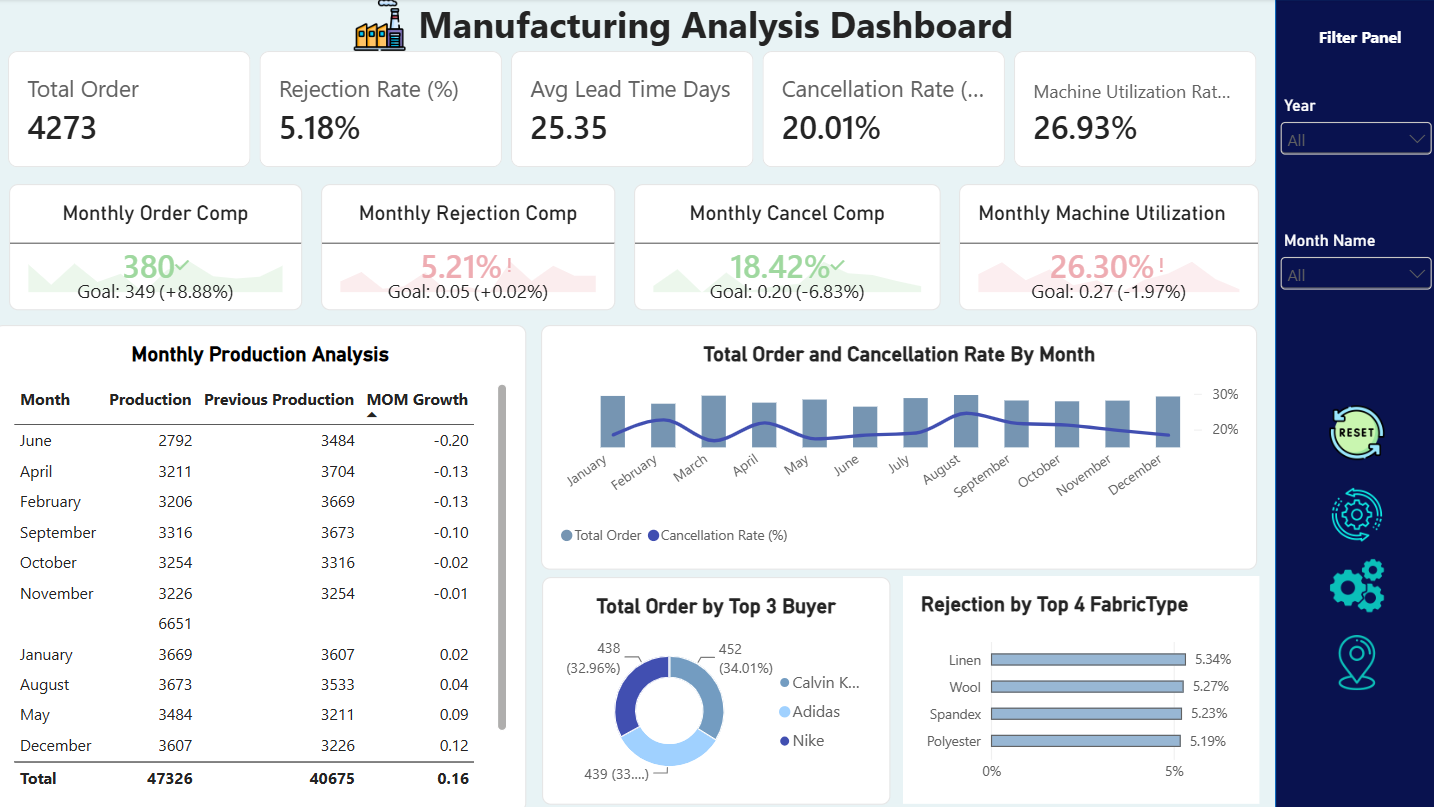 Manufacturing Analysis Dashboard
Filter Panel
Total Order
4273
Rejection Rate (%)
5.18%
Avg Lead Time Days
25.35
Cancellation Rate (...
20.01%
Machine Utilization Rat...
26.93%
Year
All
Month Name
All
RESET
Monthly Order Comp
380
Goal: 349 (+8.88%)
Monthly Rejection Comp
5.21% !
Goal: 0.05 (+0.02%)
Monthly Cancel Comp
18.42%
Goal: 0.20 (-6.83%)
Monthly Machine Utilization
26.30% !
Goal: 0.27 (-1.97%)
Monthly Production Analysis
Month Production Previous Production MOM Growth
June 2792 3484 -0.20
April 3211 3704 -0.13
February 3206 3669 -0.13
September 3316 3673 -0.10
October 3254 3316 -0.02
November 3226 3254 -0.01
6651
January 3669 3607 0.02
August 3673 3533 0.04
May 3484 3211 0.09
December 3607 3226 0.12
Total 47326 40675 0.16
Total Order and Cancellation Rate By Month
30%
20%
January February March April May June July August September October November December
Total Order Cancellation Rate (%)
Total Order by Top 3 Buyer
438
(32.96%)
452
(34.01%)
439 (33....)
Calvin K...
Adidas
Nike
Rejection by Top 4 FabricType
Linen 5.34%
Wool 5.27%
Spandex 5.23%
Polyester 5.19%
0% 5%